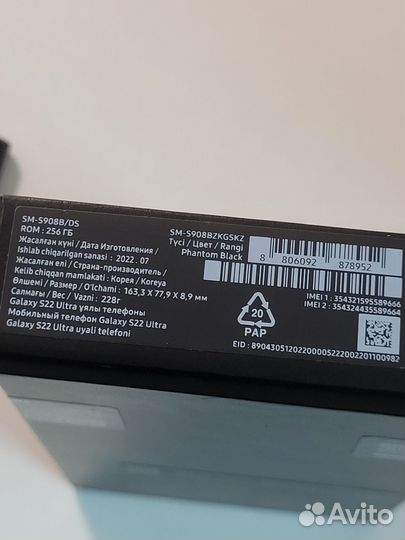 SM-S908B/DS
ROM : 256 ГБ
Жасалған күні / Дата Изготовления /
Ishlab chiqarilgan sanasi : 2022. 07
Жасалған елі / Страна-производитель /
Kelib chiqqan mamlakati : Корея / Koreya
Өлшемі / Размер / O'lchami : 163,3 X 77,9 X 8,9 мм
Салмағы / Вес / Vazni : 228г
Galaxy S22 Ultra ұялы телефоны
Мобильный телефон Galaxy S22 Ultra
Galaxy S22 Ultra uyali telefoni
SM-S908BZKGSKZ
Түсі / Цвет / Rangi
Phantom Black
8 806092 878952
IMEI 1 : 354321595589666
IMEI 2 : 354324435589664
20
PAP
EID : 89043051202200005222002201100982
Avito